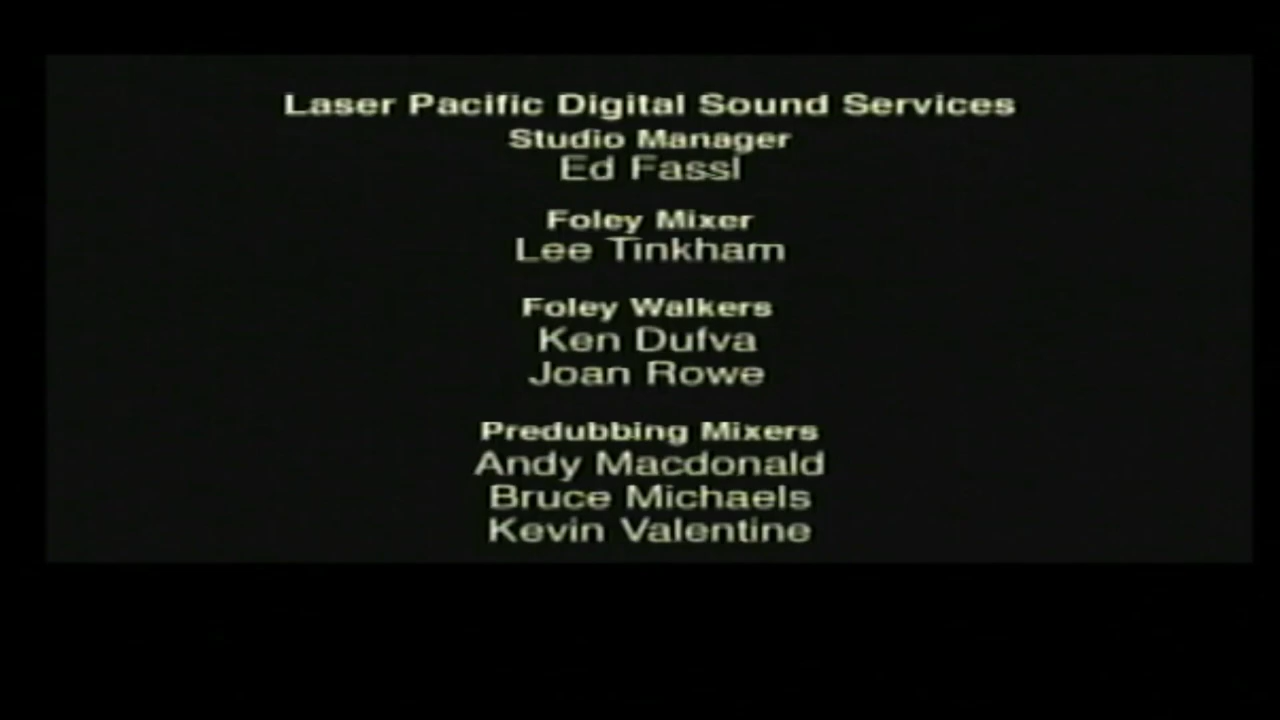 Laser Pacific Digital Sound Services
Studio Manager
Ed Fassl
Foley Mixer
Lee Tinkham
Foley Walkers
Ken Dufva
Joan Rowe
Predubbing Mixers
Andy Macdonald
Bruce Michaels
Kevin Valentine